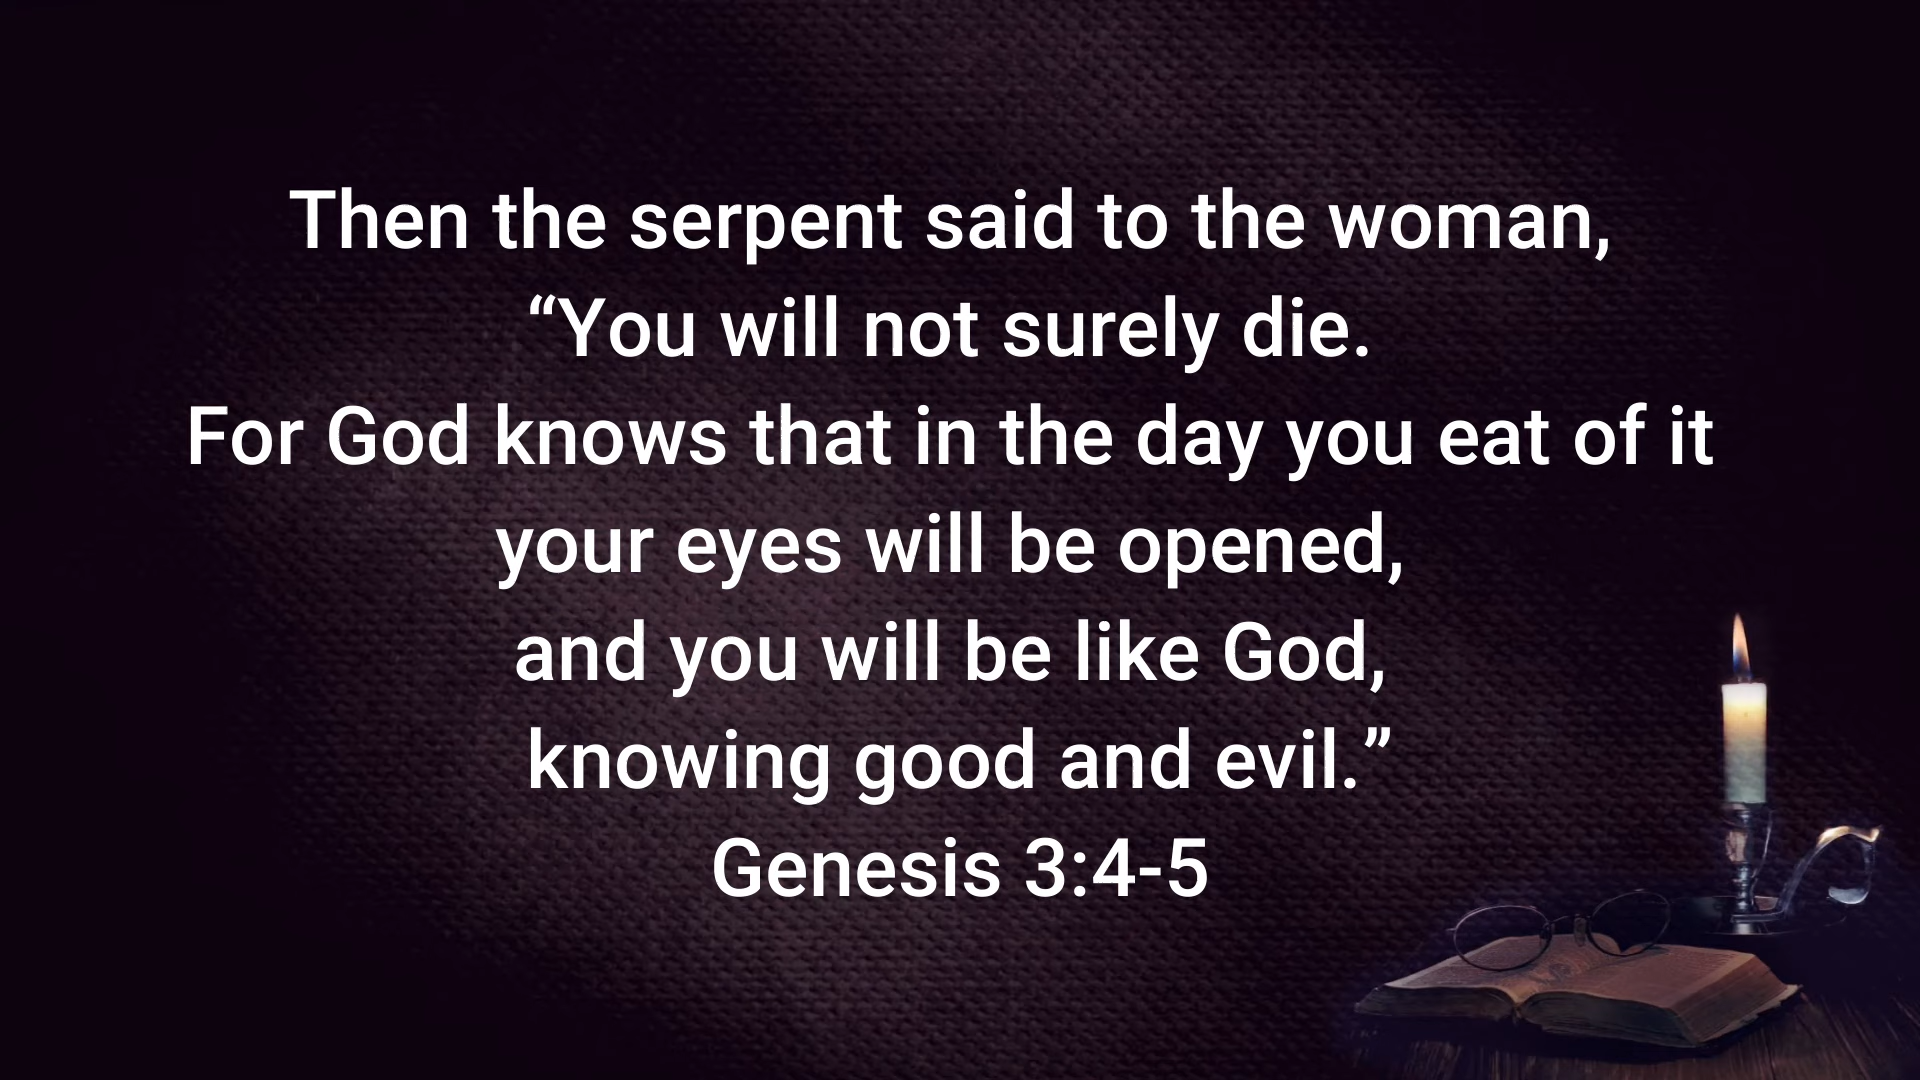 Then the serpent said to the woman,
“You will not surely die.
For God knows that in the day you eat of it
your eyes will be opened,
and you will be like God,
knowing good and evil.”
Genesis 3:4-5